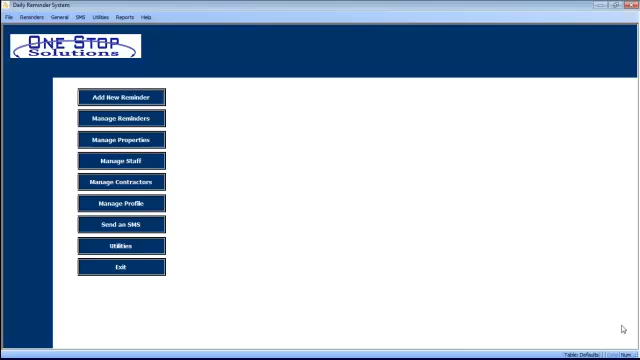 Daily Reminder System
File Reminders General SMS Utilities Reports Help
ONE STOP
Solutions
Add New Reminder
Manage Reminders
Manage Properties
Manage Staff
Manage Contractors
Manage Profile
Send an SMS
Utilities
Exit
Table: Defaults Num